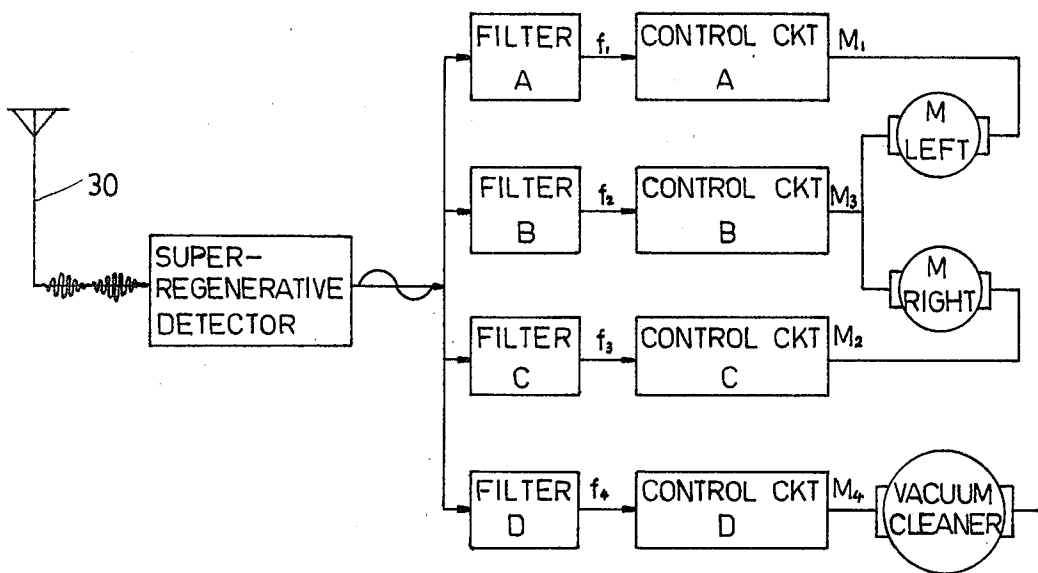 FILTER
A
f₁
CONTROL CKT
A
M₁
M
LEFT
30
FILTER
B
f₂
CONTROL CKT
B
M₃
SUPER-
REGENERATIVE
DETECTOR
M
RIGHT
FILTER
C
f₃
CONTROL CKT
C
M₂
FILTER
D
f₄
CONTROL CKT
D
M₄
VACUUM
CLEANER